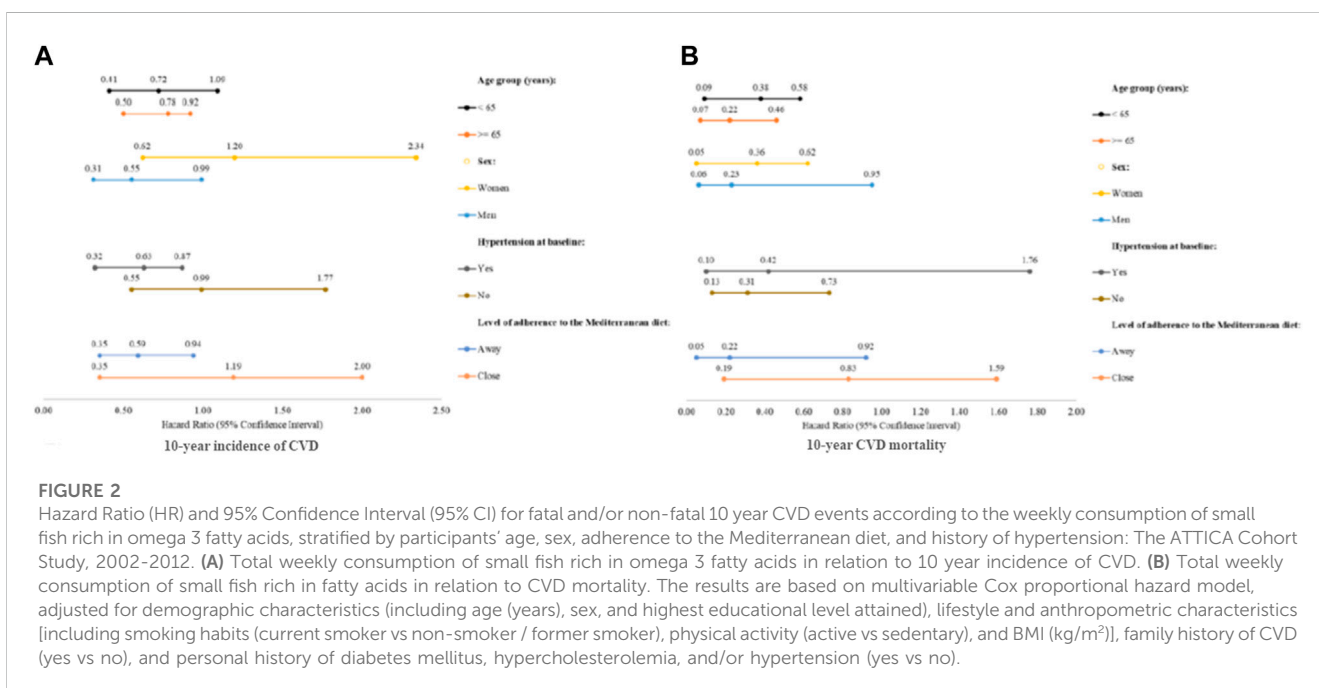 A
0.41 0.72 1.09
0.50 0.78 0.92
0.62 1.20 2.34
0.31 0.55 0.99
0.32 0.63 0.87
0.55 0.99 1.77
0.35 0.59 0.94
0.35 1.19 2.00
0.00 0.50 1.00 1.50 2.00 2.50
Hazard Ratio (95% Confidence Interval)
10-year incidence of CVD
Age group (years):
< 65
>= 65
Sex:
Women
Men
Hypertension at baseline:
Yes
No
Level of adherence to the Mediterranean diet:
Away
Close
B
0.09 0.38 0.58
0.07 0.22 0.46
0.05 0.36 0.62
0.06 0.23 0.95
0.10 0.42 1.76
0.13 0.31 0.73
0.05 0.22 0.92
0.19 0.83 1.59
0.00 0.20 0.40 0.60 0.80 1.00 1.20 1.40 1.60 1.80 2.00
Hazard Ratio (95% Confidence Interval)
10-year CVD mortality
Age group (years):
< 65
>= 65
Sex:
Women
Men
Hypertension at baseline:
Yes
No
Level of adherence to the Mediterranean diet:
Away
Close
FIGURE 2
Hazard Ratio (HR) and 95% Confidence Interval (95% CI) for fatal and/or non-fatal 10 year CVD events according to the weekly consumption of small
fish rich in omega 3 fatty acids, stratified by participants' age, sex, adherence to the Mediterranean diet, and history of hypertension: The ATTICA Cohort
Study, 2002-2012. (A) Total weekly consumption of small fish rich in omega 3 fatty acids in relation to 10 year incidence of CVD. (B) Total weekly
consumption of small fish rich in fatty acids in relation to CVD mortality. The results are based on multivariable Cox proportional hazard model,
adjusted for demographic characteristics (including age (years), sex, and highest educational level attained), lifestyle and anthropometric characteristics
[including smoking habits (current smoker vs non-smoker / former smoker), physical activity (active vs sedentary), and BMI (kg/m²)], family history of CVD
(yes vs no), and personal history of diabetes mellitus, hypercholesterolemia, and/or hypertension (yes vs no).